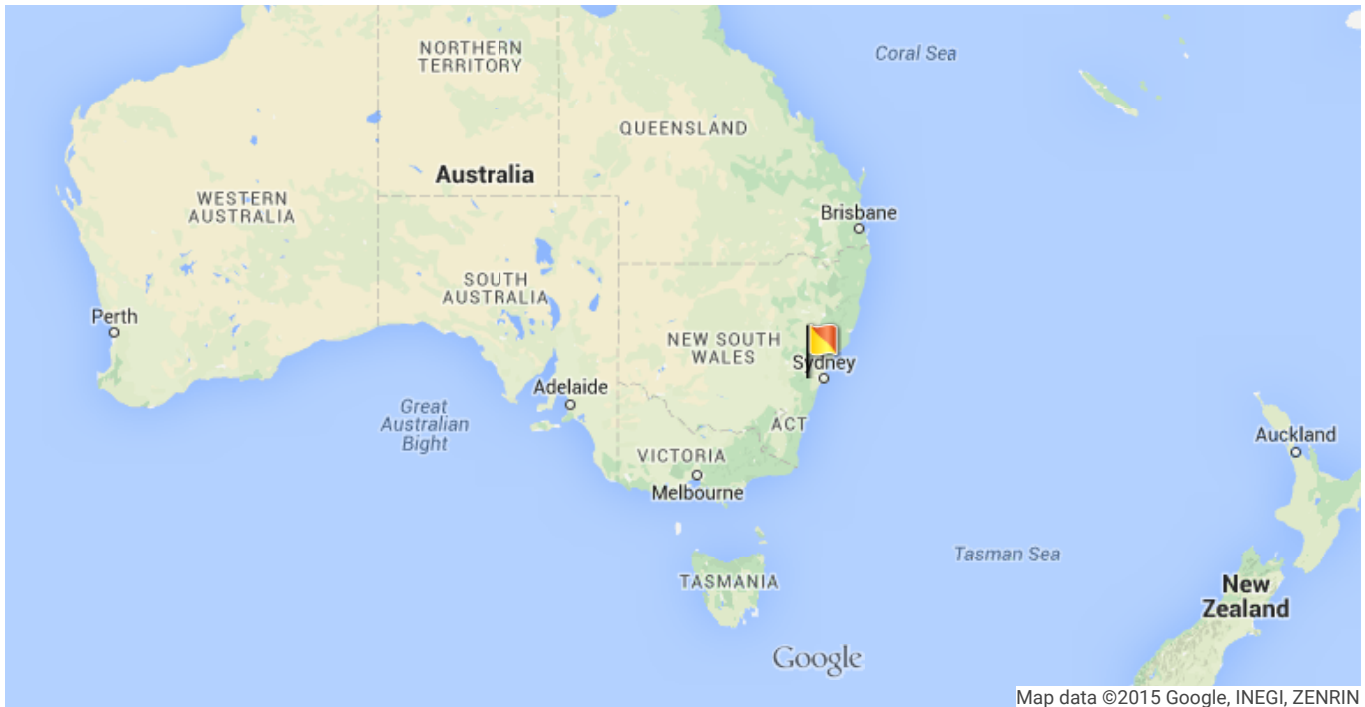 NORTHERN
TERRITORY
Coral Sea
QUEENSLAND
Australia
WESTERN
AUSTRALIA
Brisbane
SOUTH
AUSTRALIA
Perth
NEW SOUTH
WALES
Sydney
Adelaide
Great
Australian
Bight
ACT
Auckland
VICTORIA
Melbourne
Tasman Sea
TASMANIA
New
Zealand
Google
Map data ©2015 Google, INEGI, ZENRIN